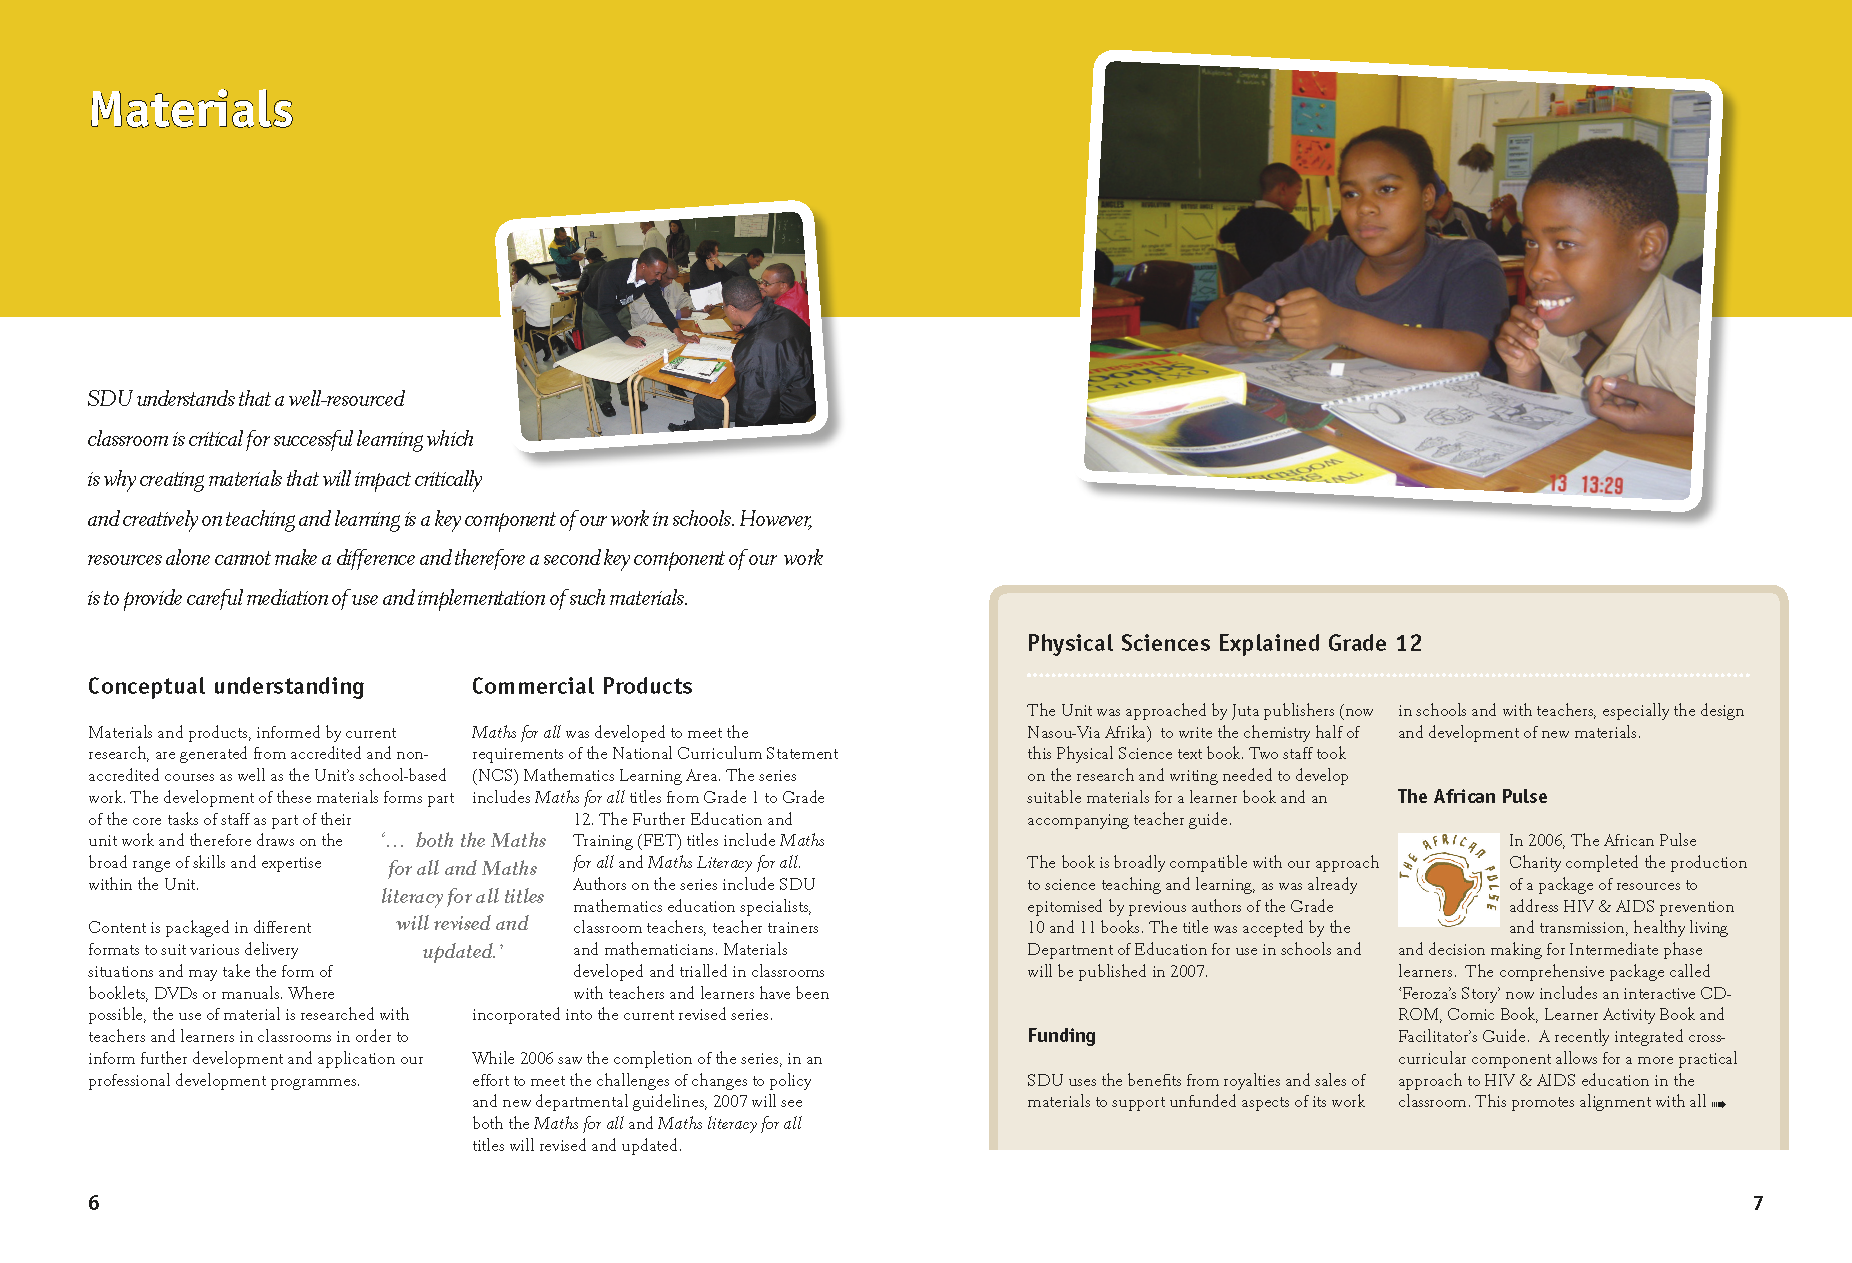 Materials
SDU understands that a well-resourced
classroom is critical for successful learning which
is why creating materials that will impact critically
and creatively on teaching and learning is a key component of our work in schools. However,
resources alone cannot make a difference and therefore a second key component of our work
is to provide careful mediation of use and implementation of such materials.
Conceptual understanding
Materials and products, informed by current
research, are generated from accredited and non-
accredited courses as well as the Unit's school-based
work. The development of these materials forms part
of the core tasks of staff as part of their
unit work and therefore draws on the
broad range of skills and expertise
within the Unit.
Content is packaged in different
formats to suit various delivery
situations and may take the form of
booklets, DVDs or manuals. Where
possible, the use of material is researched with
teachers and learners in classrooms in order to
inform further development and application our
professional development programmes.
'… both the Maths
for all and Maths
literacy for all titles
will revised and
updated.'
Commercial Products
Maths for all was developed to meet the
requirements of the National Curriculum Statement
(NCS) Mathematics Learning Area. The series
includes Maths for all titles from Grade 1 to Grade
12. The Further Education and
Training (FET) titles include Maths
for all and Maths Literacy for all.
Authors on the series include SDU
mathematics education specialists,
classroom teachers, teacher trainers
and mathematicians. Materials
developed and trialled in classrooms
with teachers and learners have been
incorporated into the current revised series.
While 2006 saw the completion of the series, in an
effort to meet the challenges of changes to policy
and new departmental guidelines, 2007 will see
both the Maths for all and Maths literacy for all
titles will revised and updated.
6
13 13:29
Physical Sciences Explained Grade 12
The Unit was approached by Juta publishers (now
Nasou-Via Afrika) to write the chemistry half of
this Physical Science text book. Two staff took
on the research and writing needed to develop
suitable materials for a learner book and an
accompanying teacher guide.
The book is broadly compatible with our approach
to science teaching and learning, as was already
epitomised by previous authors of the Grade
10 and 11 books. The title was accepted by the
Department of Education for use in schools and
will be published in 2007.
Funding
SDU uses the benefits from royalties and sales of
materials to support unfunded aspects of its work
in schools and with teachers, especially the design
and development of new materials.
The African Pulse
THE AFRICAN PULSE
In 2006, The African Pulse
Charity completed the production
of a package of resources to
address HIV & AIDS prevention
and transmission, healthy living
and decision making for Intermediate phase
learners. The comprehensive package called
'Feroza's Story' now includes an interactive CD-
ROM, Comic Book, Learner Activity Book and
Facilitator's Guide. A recently integrated cross-
curricular component allows for a more practical
approach to HIV & AIDS education in the
classroom. This promotes alignment with all
7